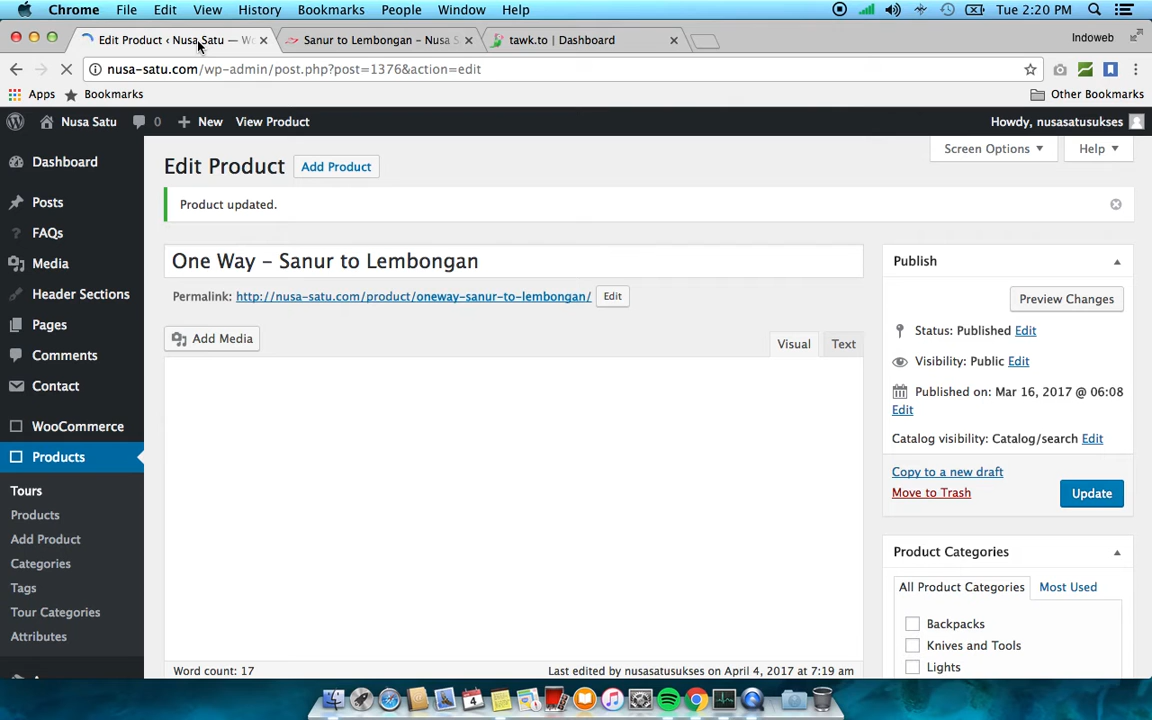 Chrome File Edit View History Bookmarks People Window Help Tue 2:20 PM
Edit Product ‹ Nusa Satu — Wo Sanur to Lembongan – Nusa S tawk.to | Dashboard Indoweb
nusa-satu.com/wp-admin/post.php?post=1376&action=edit
Apps Bookmarks Other Bookmarks
Nusa Satu 0 New View Product Howdy, nusasatusukses
Screen Options Help
Dashboard
Posts
FAQs
Media
Header Sections
Pages
Comments
Contact
WooCommerce
Products
Tours
Products
Add Product
Categories
Tags
Tour Categories
Attributes
Edit Product Add Product
Product updated.
One Way – Sanur to Lembongan
Permalink: http://nusa-satu.com/product/oneway-sanur-to-lembongan/ Edit
Add Media Visual Text
Word count: 17 Last edited by nusasatusukses on April 4, 2017 at 7:19 am
Publish
Preview Changes
Status: Published Edit
Visibility: Public Edit
Published on: Mar 16, 2017 @ 06:08
Edit
Catalog visibility: Catalog/search Edit
Copy to a new draft
Move to Trash Update
Product Categories
All Product Categories Most Used
Backpacks
Knives and Tools
Lights
4